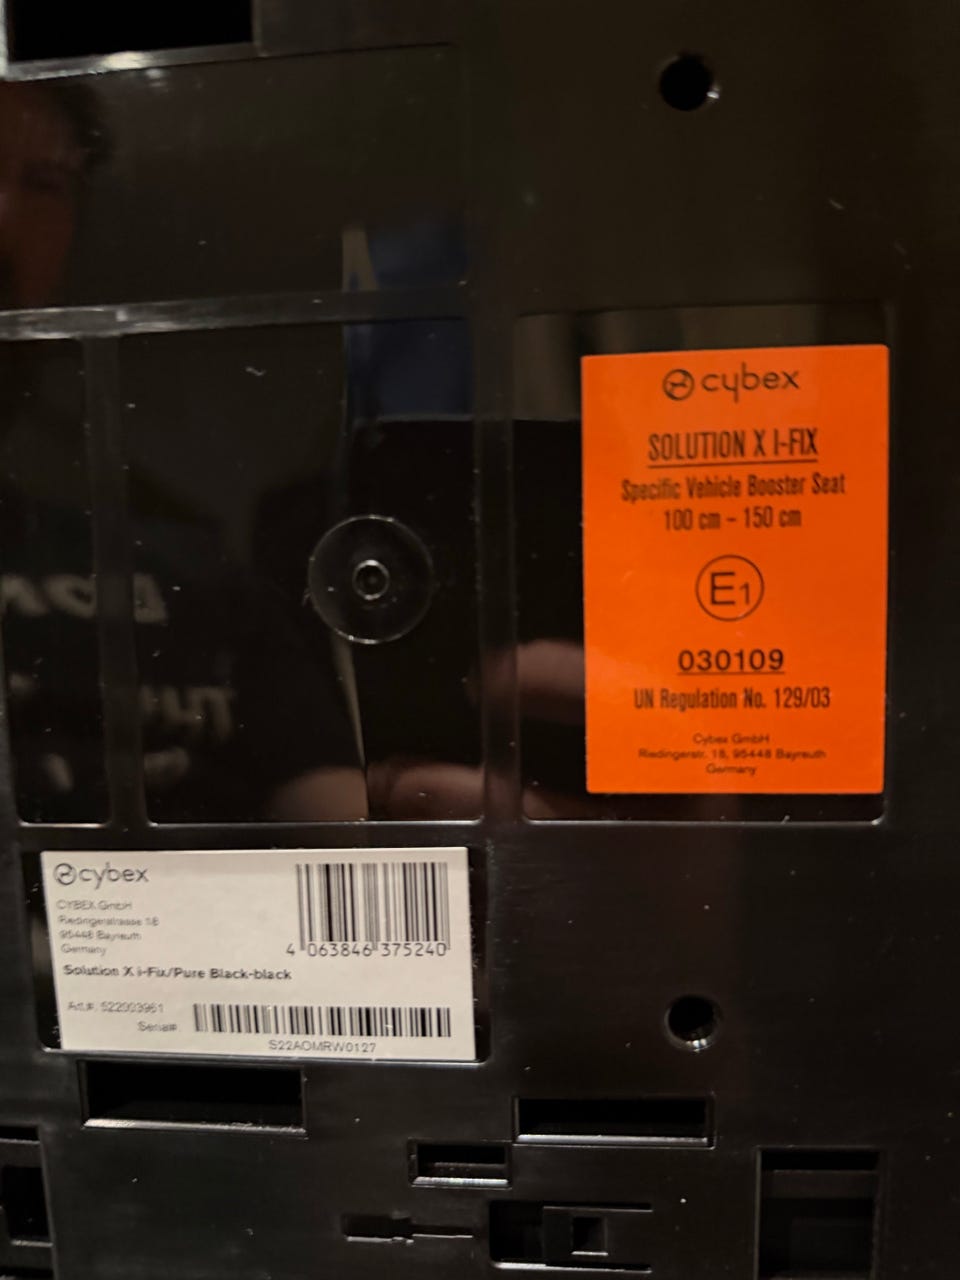 cybex
SOLUTION X I-FIX
Specific Vehicle Booster Seat
100 cm - 150 cm
E1
030109
UN Regulation No. 129/03
Cybex GmbH
Riedingerstr. 18, 95448 Bayreuth
Germany
cybex
CYBEX GmbH
Riedingerstrasse 18
95448 Bayreuth
Germany
4 063846 375240
Solution X i-Fix/Pure Black-black
Art.#: 522003961
Serial#:
S22AOMRW0127